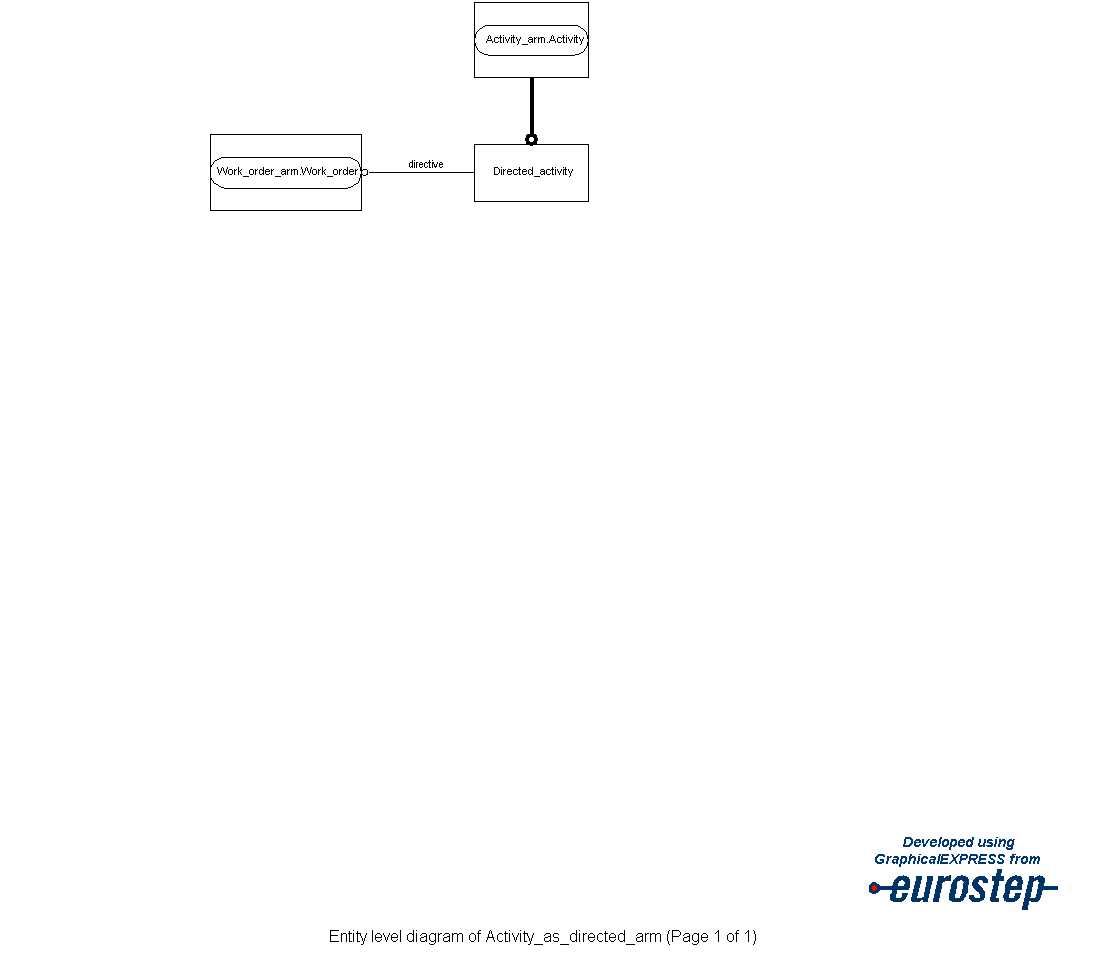 Activity_arm.Activity
Work_order_arm.Work_order
directive
Directed_activity
Developed using
GraphicalEXPRESS from
eurostep
Entity level diagram of Activity_as_directed_arm (Page 1 of 1)